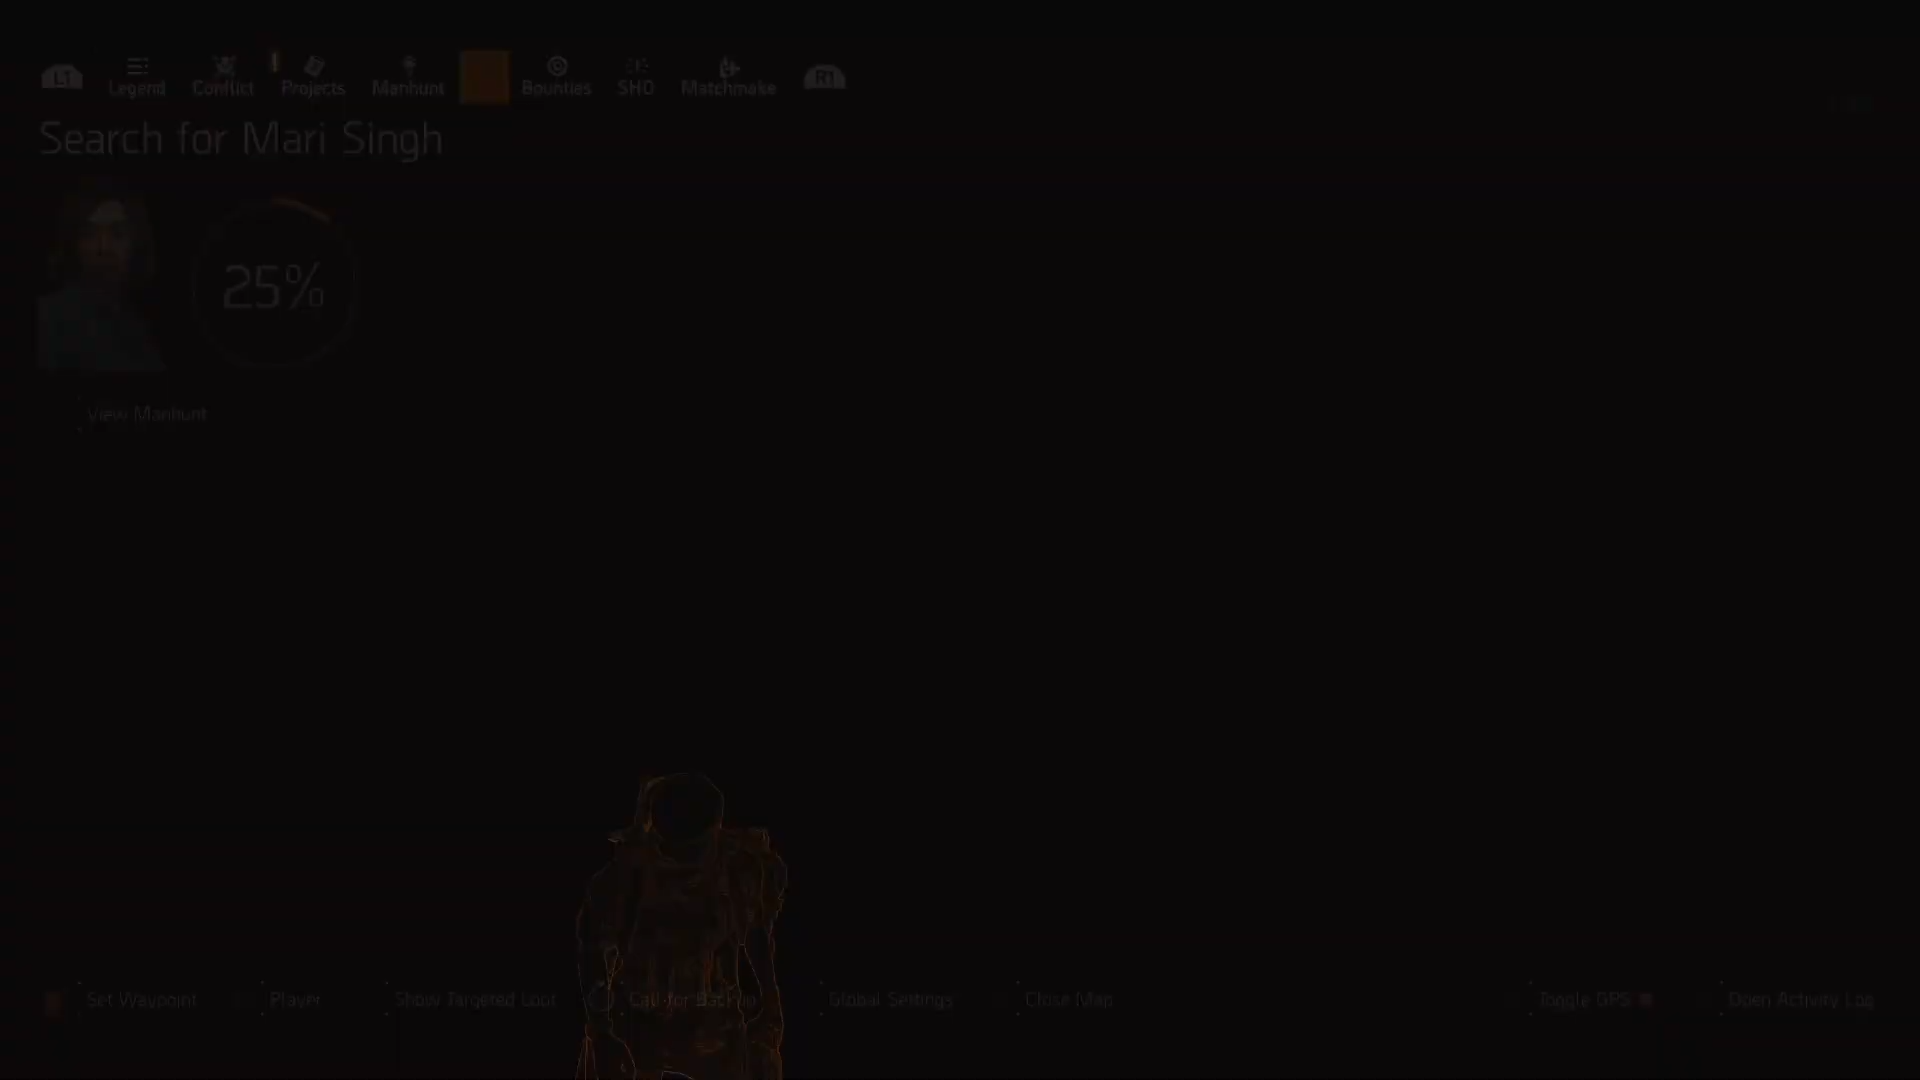 LT Legend Conflict Projects Manhunt Bounties SHD Matchmake R1
Search for Mari Singh
25%
View Manhunt
Set Waypoint Player Show Targeted Loot Call for Backup Global Settings Close Map Toggle GPS Open Activity Log